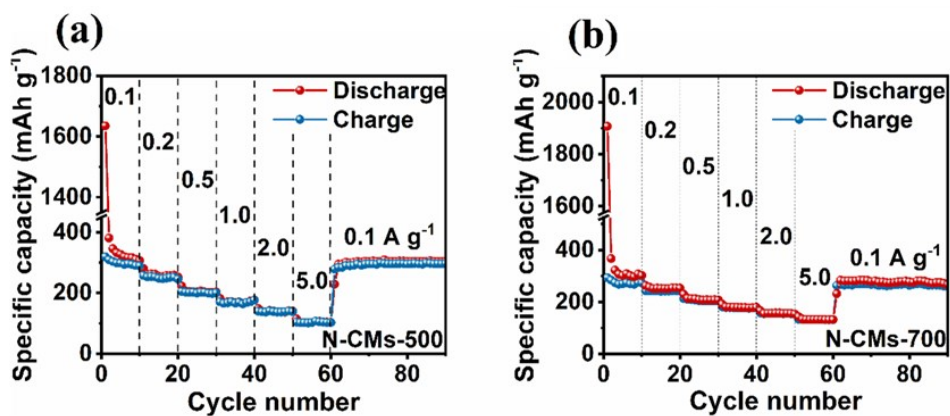 (a)
Specific capacity (mAh g⁻¹)
1800
1600
1400
400
200
0
0.1
0.2
0.5
1.0
2.0
5.0
Discharge
Charge
0.1 A g⁻¹
N-CMs-500
0 20 40 60 80
Cycle number
(b)
Specific capacity (mAh g⁻¹)
2000
1800
1600
400
200
0
0.1
0.2
0.5
1.0
2.0
5.0
Discharge
Charge
0.1 A g⁻¹
N-CMs-700
0 20 40 60 80
Cycle number